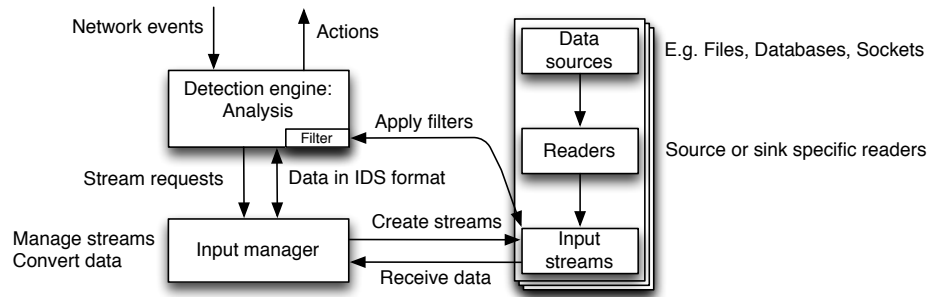 Network events
Actions
Data
sources
E.g. Files, Databases, Sockets
Detection engine:
Analysis
Filter
Apply filters
Readers
Source or sink specific readers
Stream requests
Data in IDS format
Manage streams
Convert data
Input manager
Create streams
Receive data
Input
streams